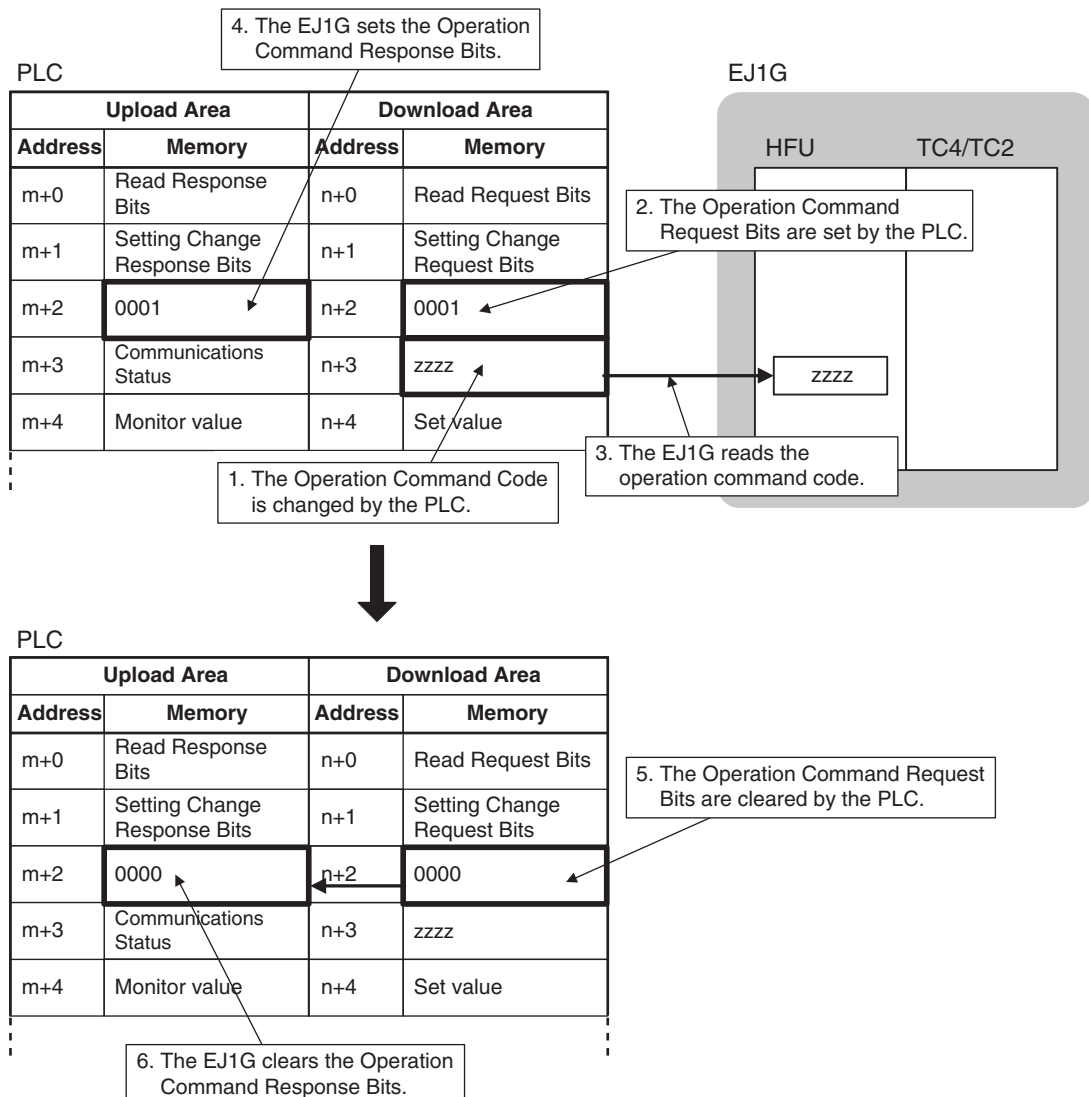 4. The EJ1G sets the Operation
Command Response Bits.
PLC
EJ1G
Upload Area Download Area
Address Memory Address Memory
HFU TC4/TC2
m+0 Read Response Bits n+0 Read Request Bits
2. The Operation Command
Request Bits are set by the PLC.
m+1 Setting Change Response Bits n+1 Setting Change Request Bits
m+2 0001 n+2 0001
m+3 Communications Status n+3 zzzz
zzzz
m+4 Monitor value n+4 Set value
3. The EJ1G reads the
operation command code.
1. The Operation Command Code
is changed by the PLC.
PLC
Upload Area Download Area
Address Memory Address Memory
m+0 Read Response Bits n+0 Read Request Bits
5. The Operation Command Request
Bits are cleared by the PLC.
m+1 Setting Change Response Bits n+1 Setting Change Request Bits
m+2 0000 n+2 0000
m+3 Communications Status n+3 zzzz
m+4 Monitor value n+4 Set value
6. The EJ1G clears the Operation
Command Response Bits.